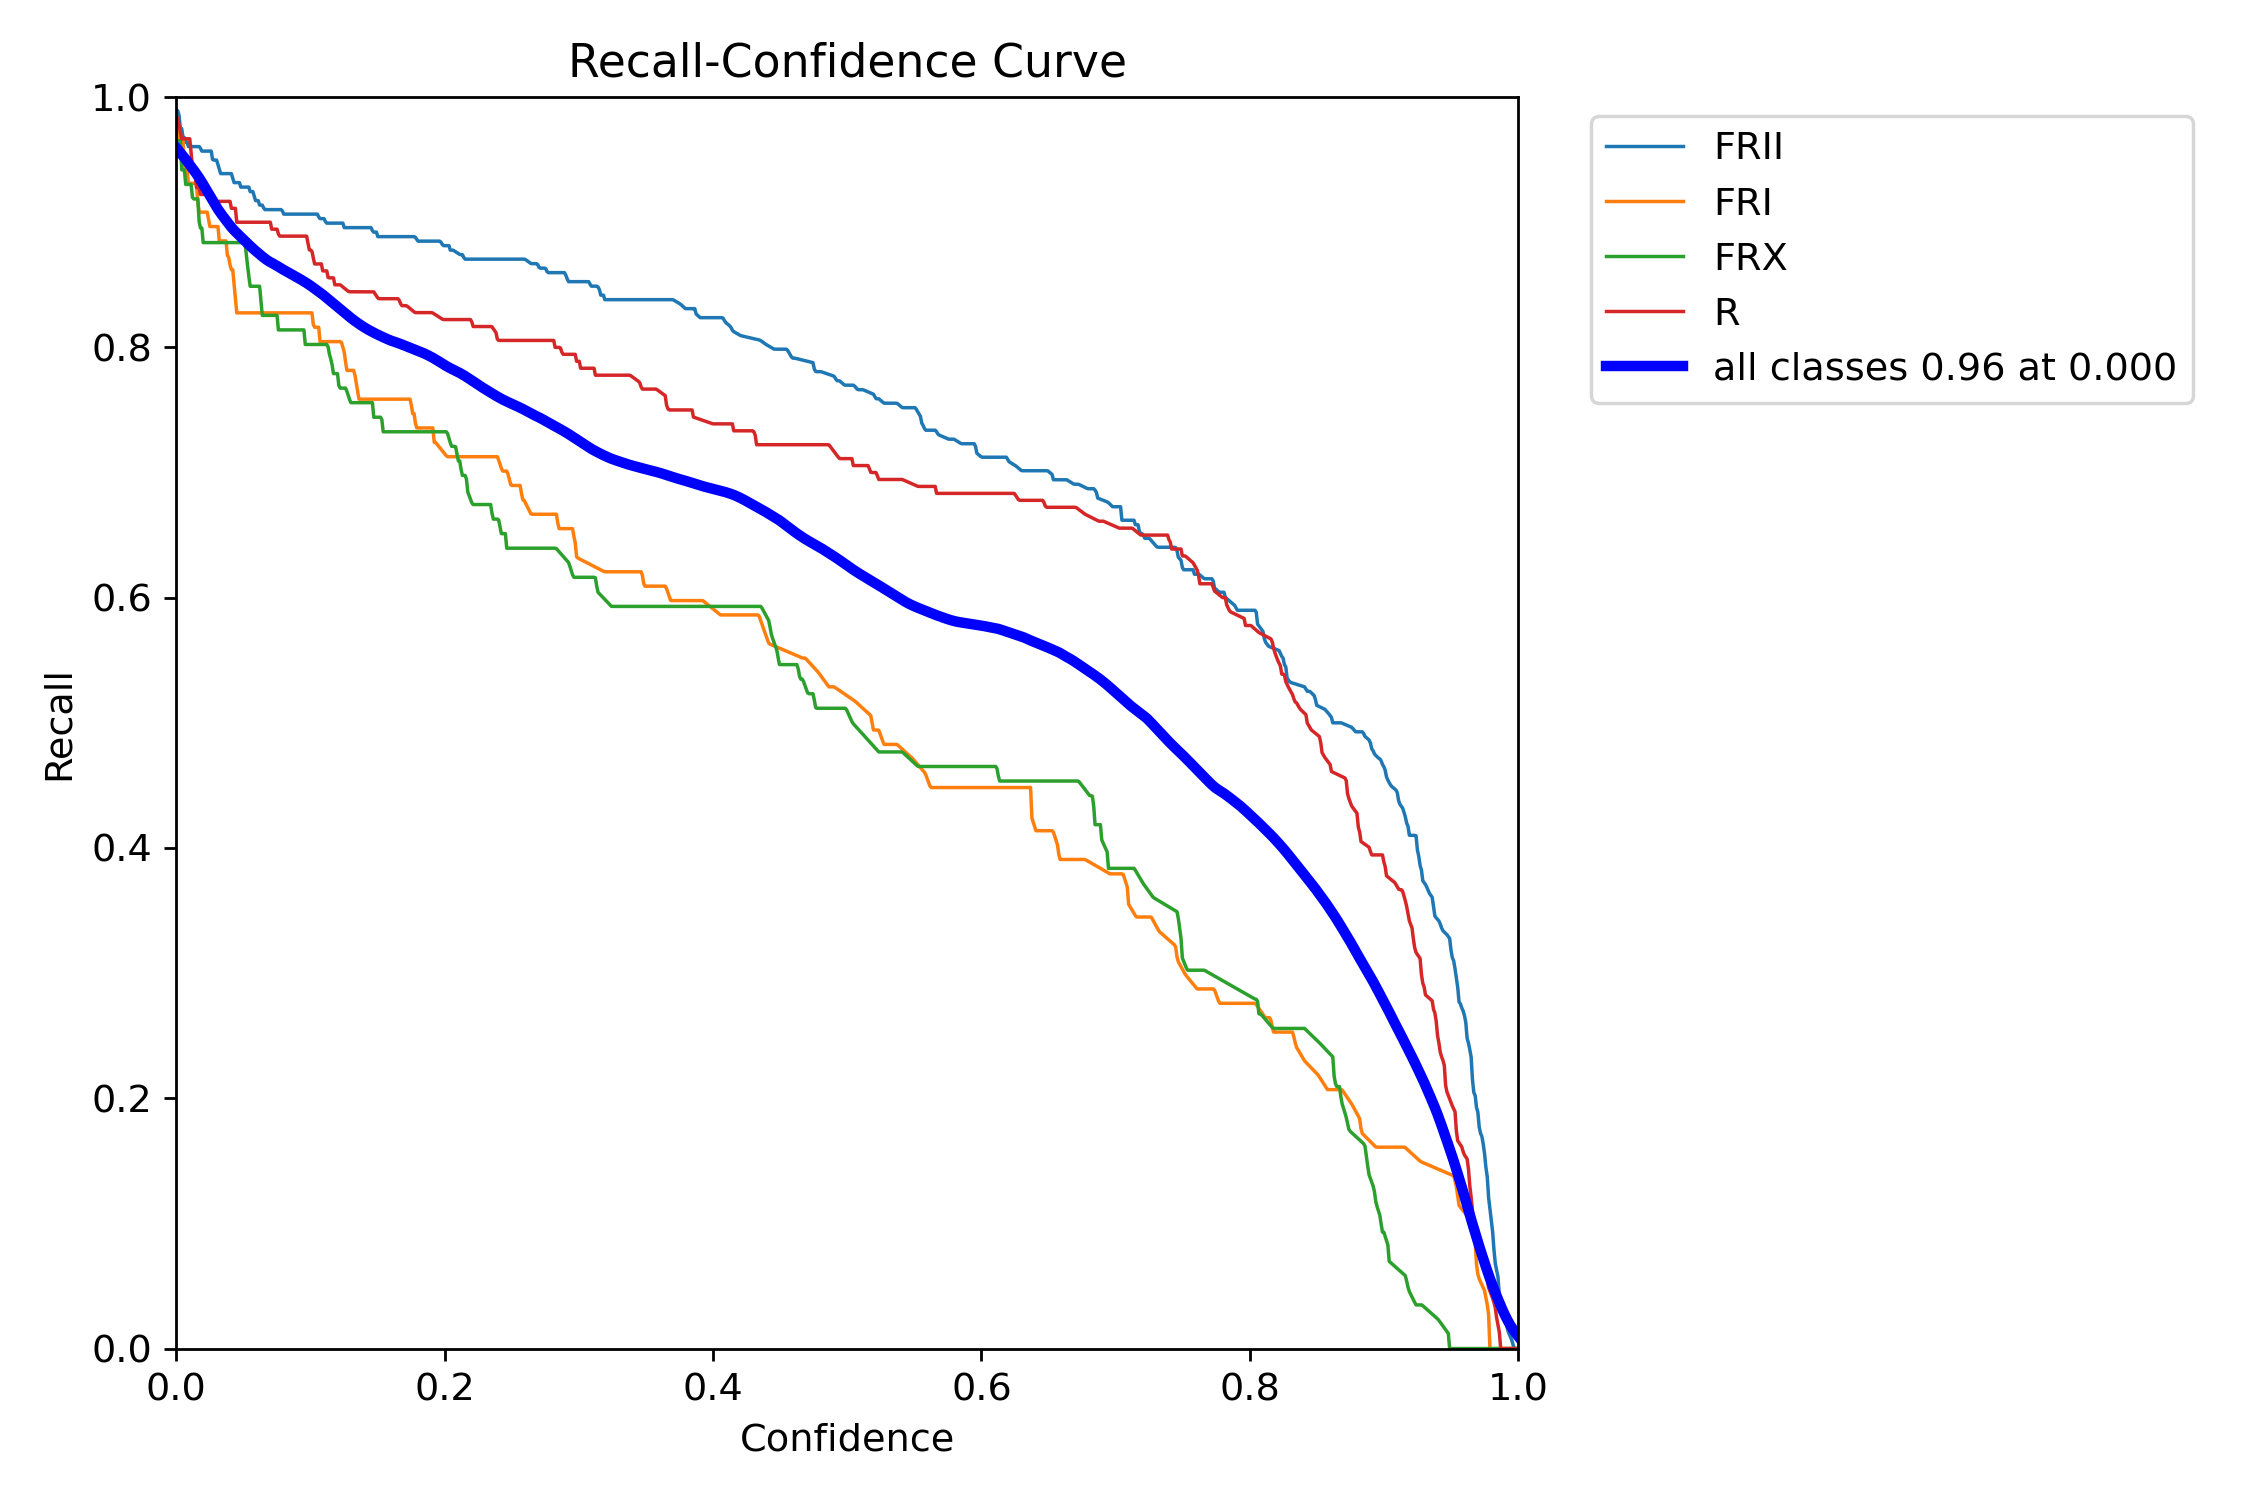 Recall-Confidence Curve
1.0
0.8
0.6
0.4
0.2
0.0
Recall
0.0 0.2 0.4 0.6 0.8 1.0
Confidence
FRII
FRI
FRX
R
all classes 0.96 at 0.000